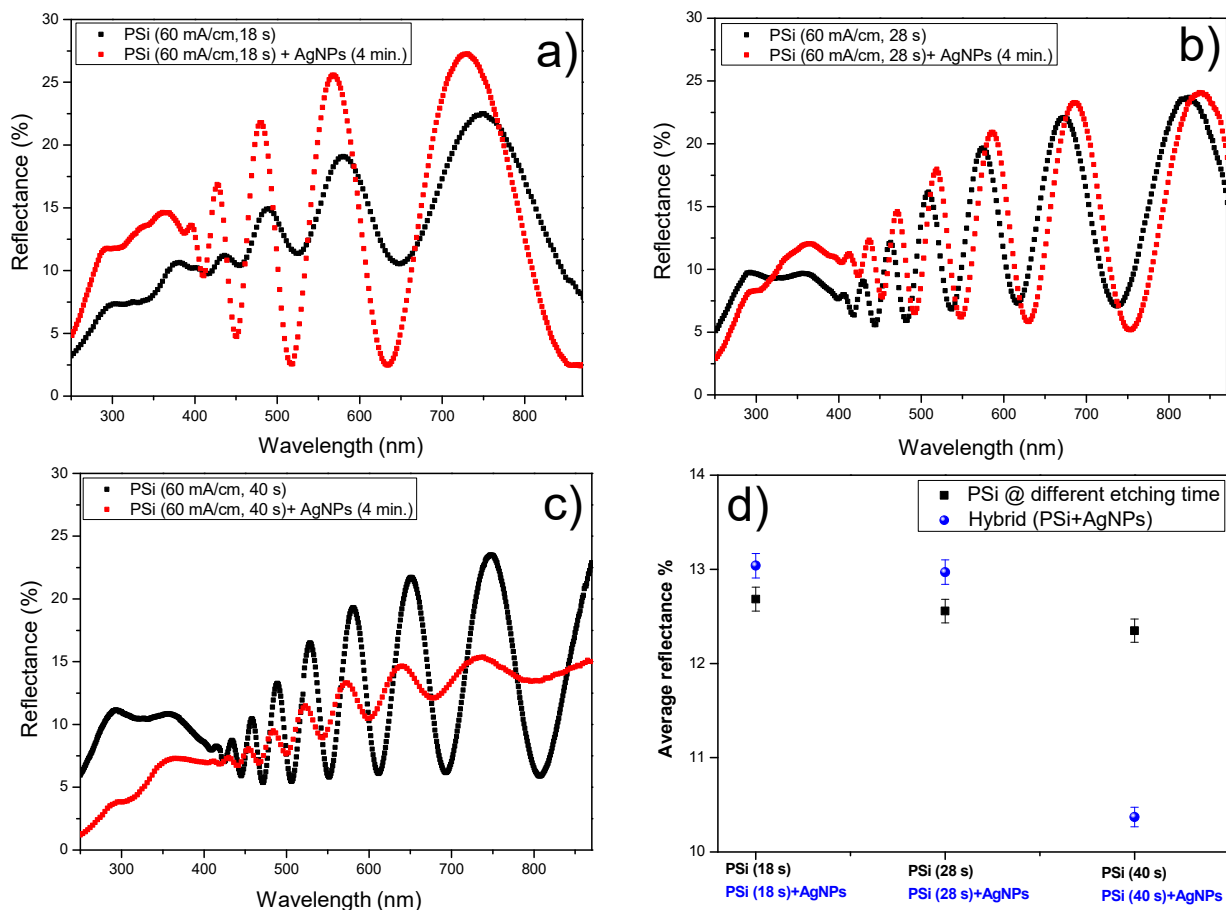 PSi (60 mA/cm,18 s)
PSi (60 mA/cm,18 s) + AgNPs (4 min.)
a)
Reflectance (%)
30
25
20
15
10
5
0
300 400 500 600 700 800
Wavelength (nm)
PSi (60 mA/cm, 28 s)
PSi (60 mA/cm, 28 s)+ AgNPs (4 min.)
b)
Reflectance (%)
30
25
20
15
10
5
0
300 400 500 600 700 800
Wavelength (nm)
PSi (60 mA/cm, 40 s)
PSi (60 mA/cm, 40 s)+ AgNPs (4 min.)
c)
Reflectance (%)
30
25
20
15
10
5
0
300 400 500 600 700 800
Wavelength (nm)
d)
PSi @ different etching time
Hybrid (PSi+AgNPs)
Average reflectance %
14
13
12
11
10
PSi (18 s) PSi (28 s) PSi (40 s)
PSi (18 s)+AgNPs PSi (28 s)+AgNPs PSi (40 s)+AgNPs